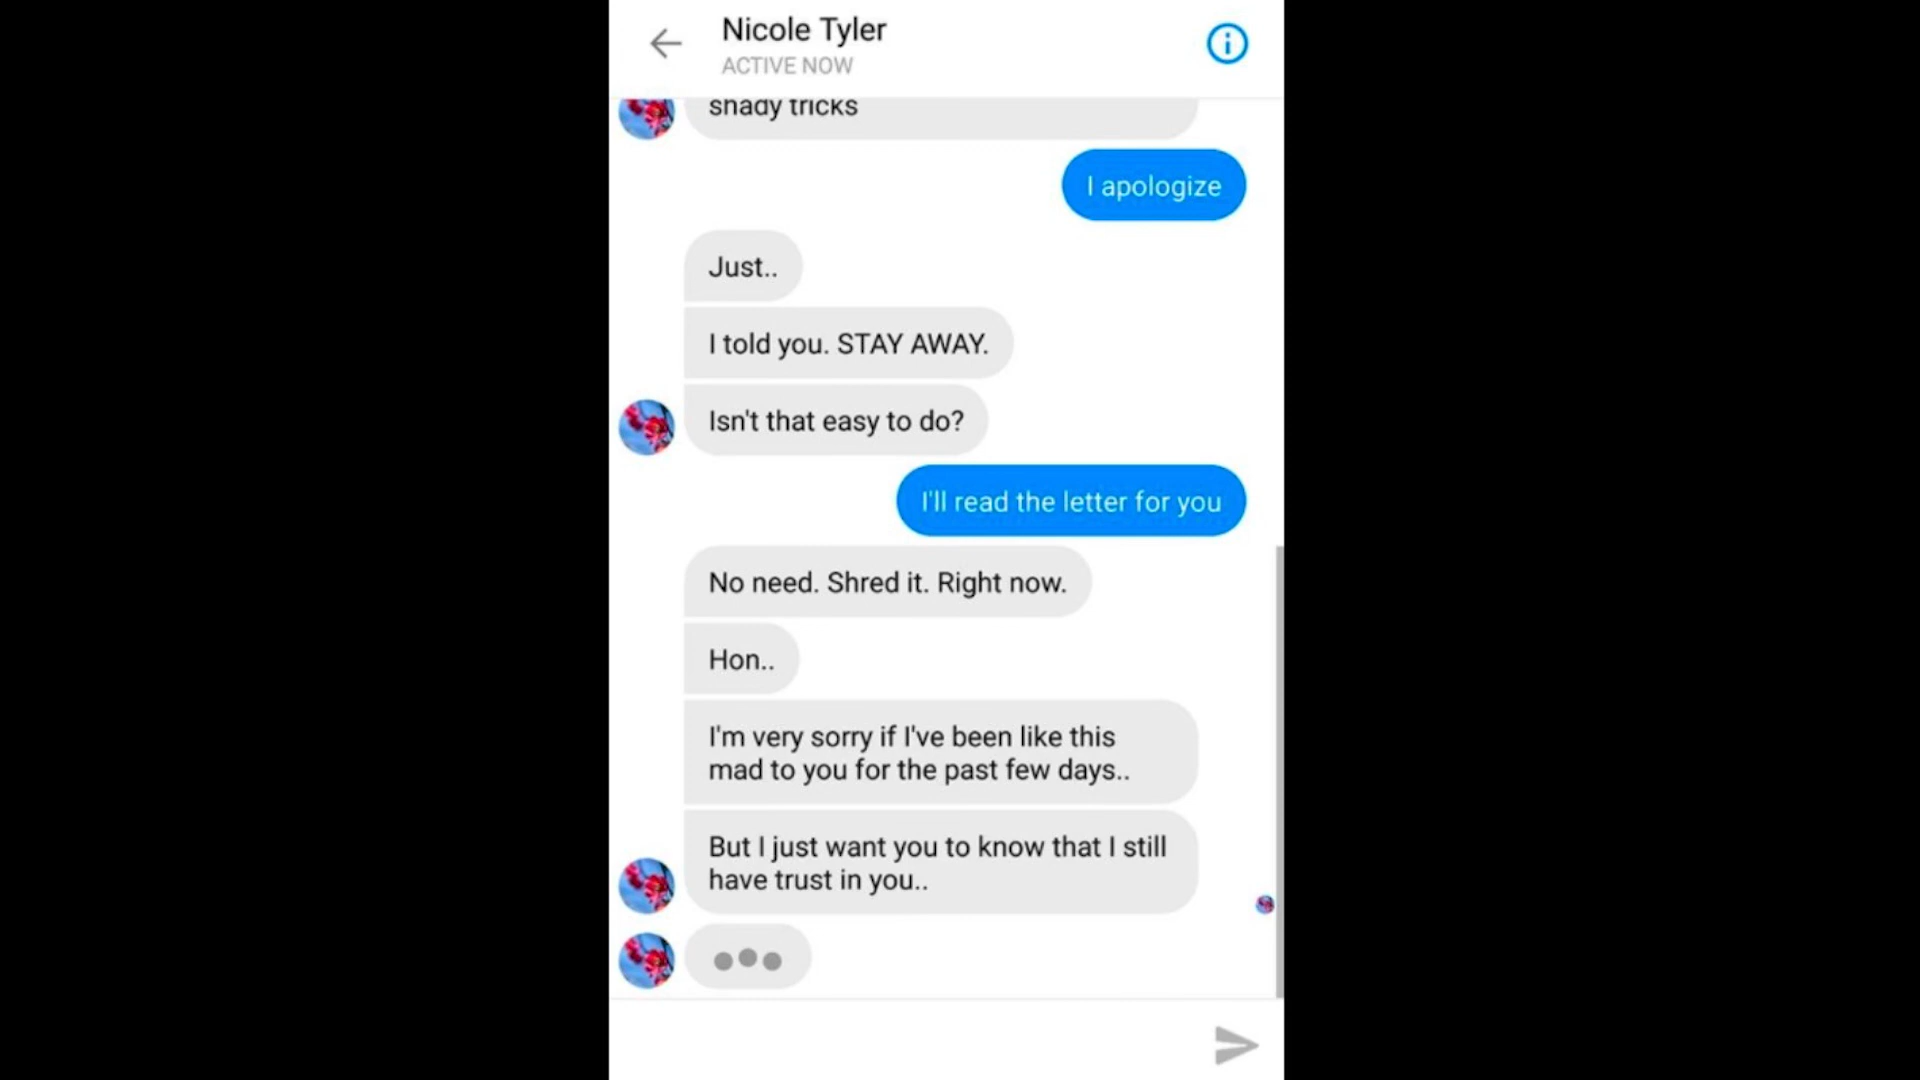 Nicole Tyler
ACTIVE NOW
shady tricks
I apologize
Just..
I told you. STAY AWAY.
Isn't that easy to do?
I'll read the letter for you
No need. Shred it. Right now.
Hon..
I'm very sorry if I've been like this
mad to you for the past few days..
But I just want you to know that I still
have trust in you..